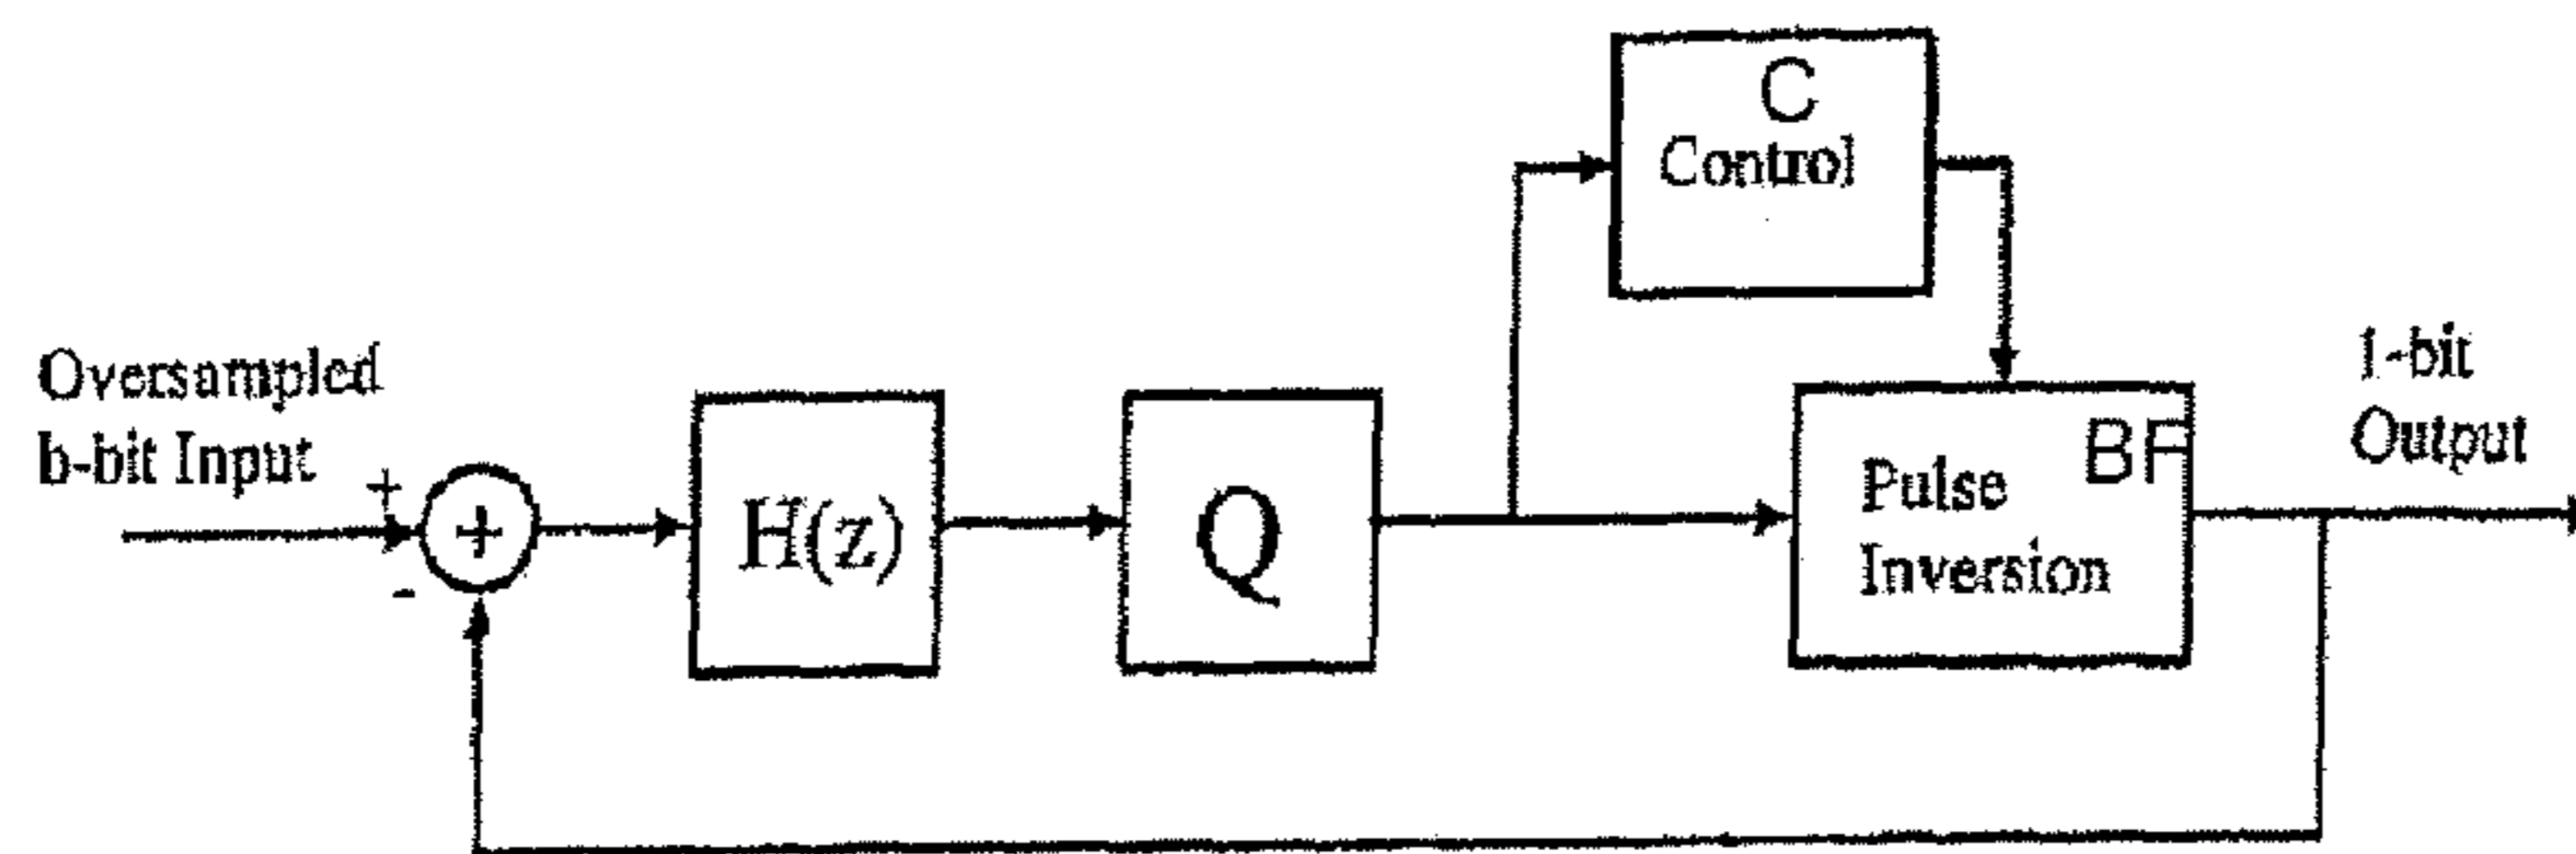 Oversampled
b-bit Input
+
-
+
H(z)
Q
C
Control
Pulse
Inversion
BF
1-bit
Output